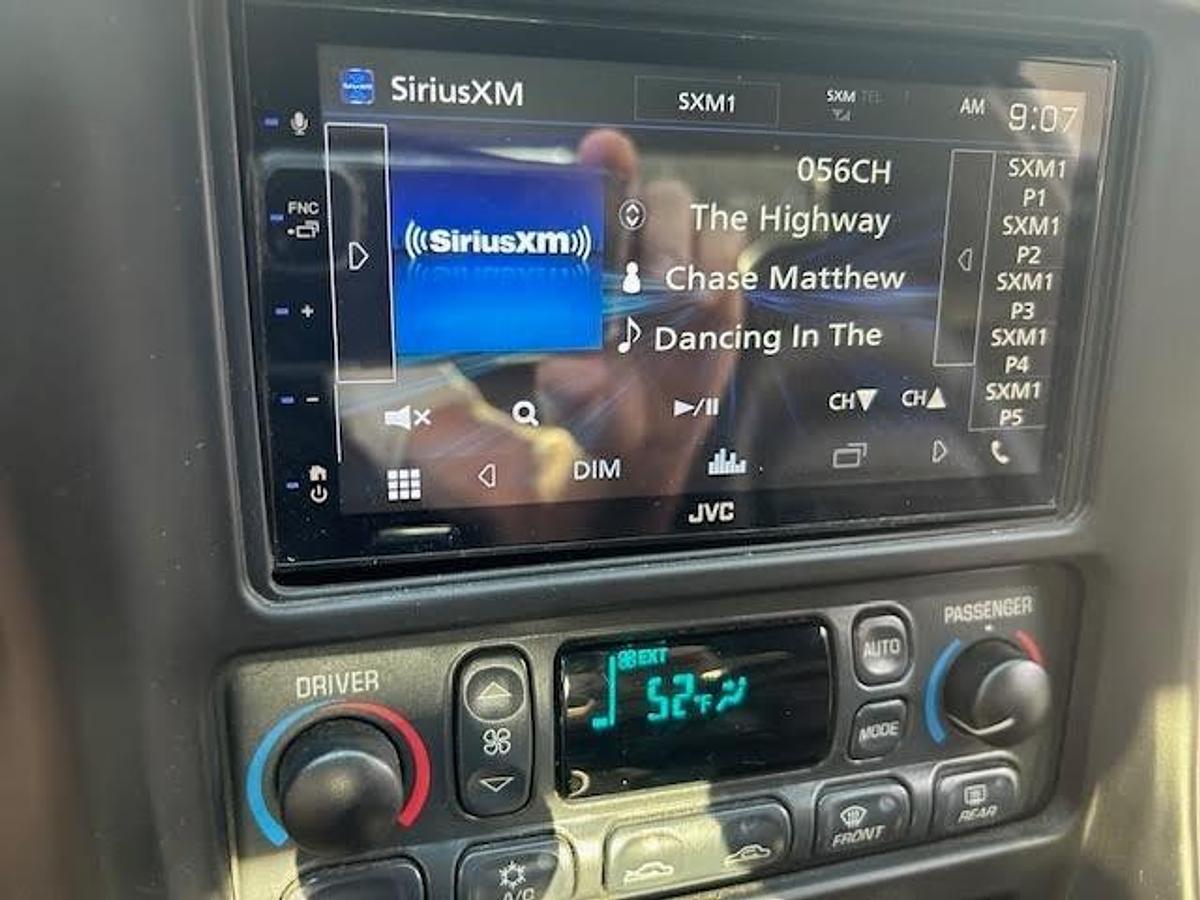 SiriusXM
SXM1
SXM TEL
AM 9:07
056CH
The Highway
Chase Matthew
Dancing In The
((SiriusXM))
FNC
+
-
SXM1
P1
SXM1
P2
SXM1
P3
SXM1
P4
SXM1
P5
CH▼ CH▲
DIM
JVC
DRIVER
EXT
52°F
AUTO
MODE
PASSENGER
FRONT
REAR
A/C